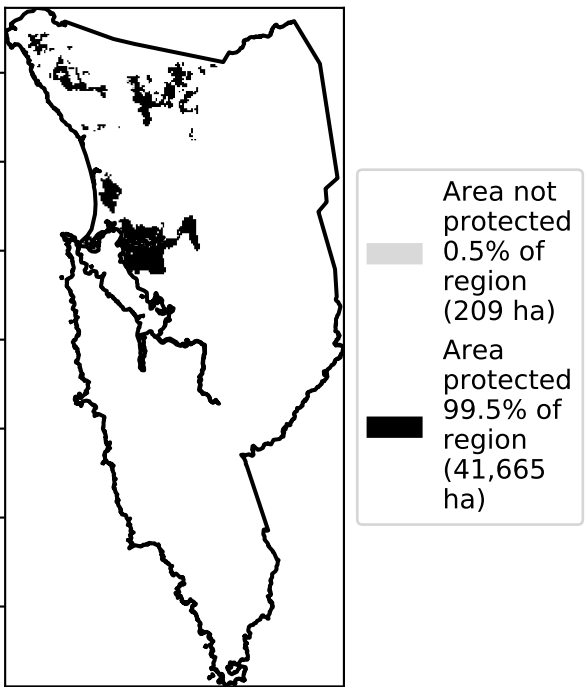 Area not
protected
0.5% of
region
(209 ha)
Area
protected
99.5% of
region
(41,665
ha)